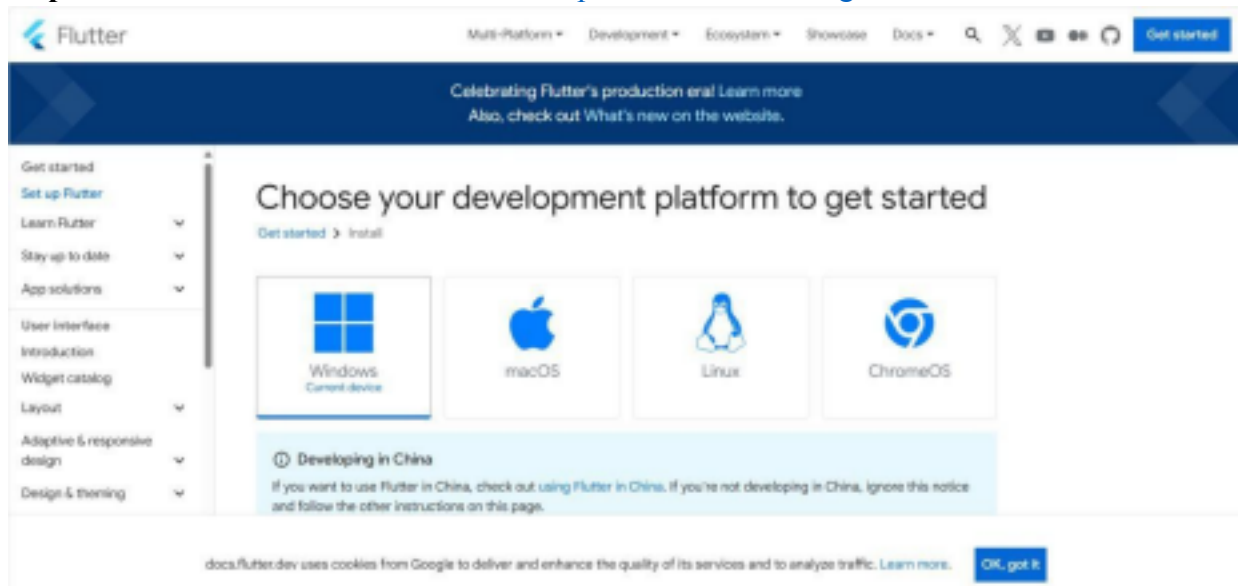 Flutter
Multi-Platform Development Ecosystem Showcase Docs Get started
Celebrating Flutter's production era! Learn more
Also, check out What's new on the website.
Get started
Set up Flutter
Learn Flutter
Stay up to date
App solutions
User interface
Introduction
Widget catalog
Layout
Adaptive & responsive
design
Design & theming
Choose your development platform to get started
Get started > Install
Windows
Current device
macOS
Linux
ChromeOS
Developing in China
If you want to use Flutter in China, check out using Flutter in China. If you're not developing in China, ignore this notice
and follow the other instructions on this page.
docs.flutter.dev uses cookies from Google to deliver and enhance the quality of its services and to analyze traffic. Learn more. OK, got it